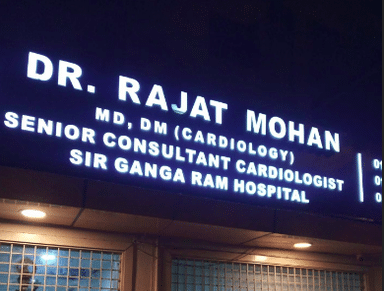 DR. RAJAT MOHAN
MD, DM (CARDIOLOGY)
SENIOR CONSULTANT CARDIOLOGIST
SIR GANGA RAM HOSPITAL